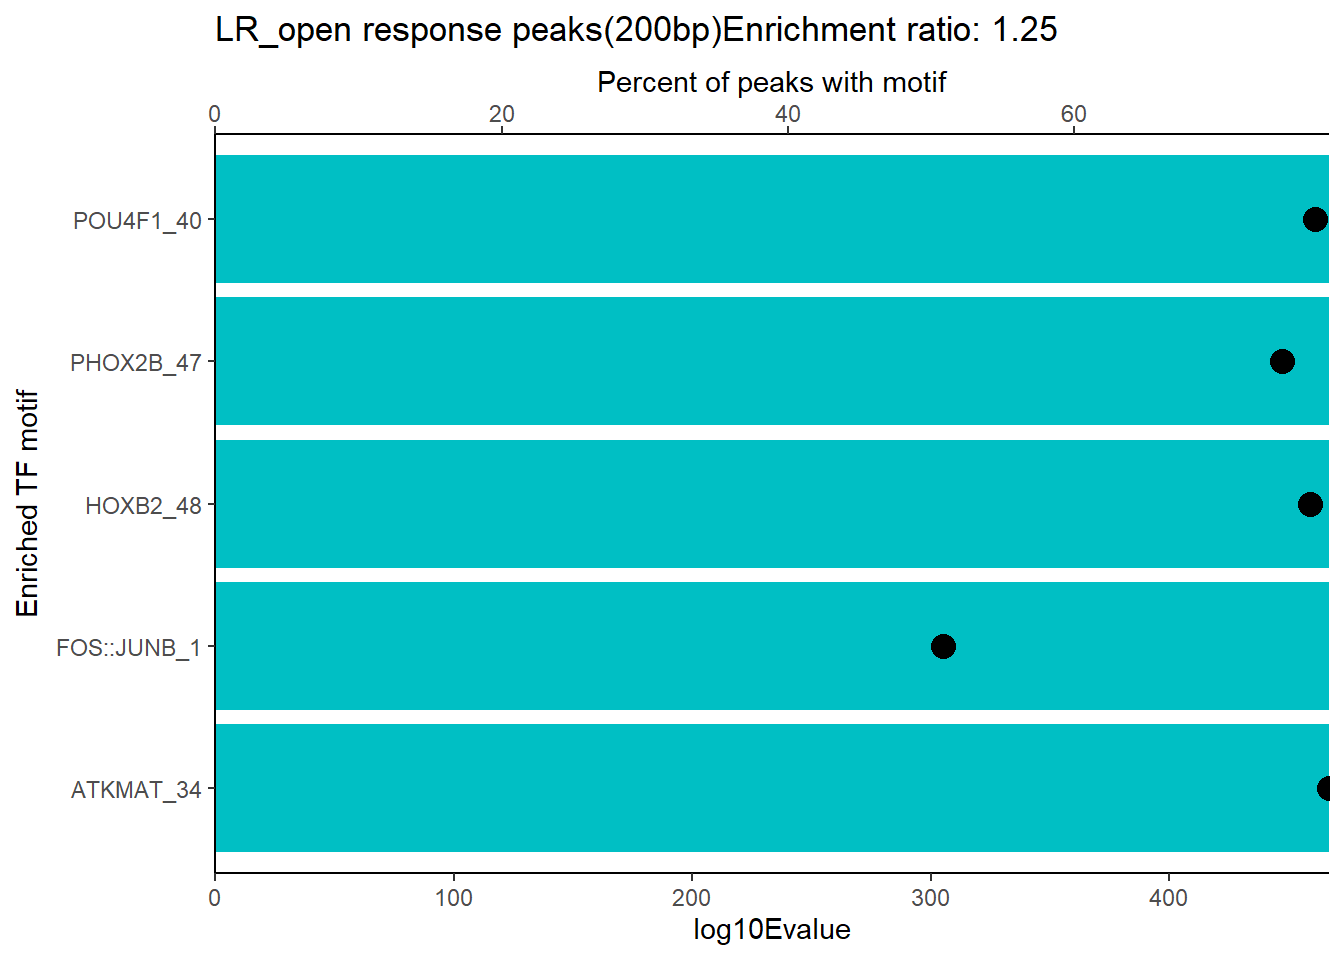 LR_open response peaks(200bp)Enrichment ratio: 1.25
Percent of peaks with motif
0 20 40 60
POU4F1_40
PHOX2B_47
HOXB2_48
FOS::JUNB_1
ATKMAT_34
Enriched TF motif
0 100 200 300 400
log10Evalue